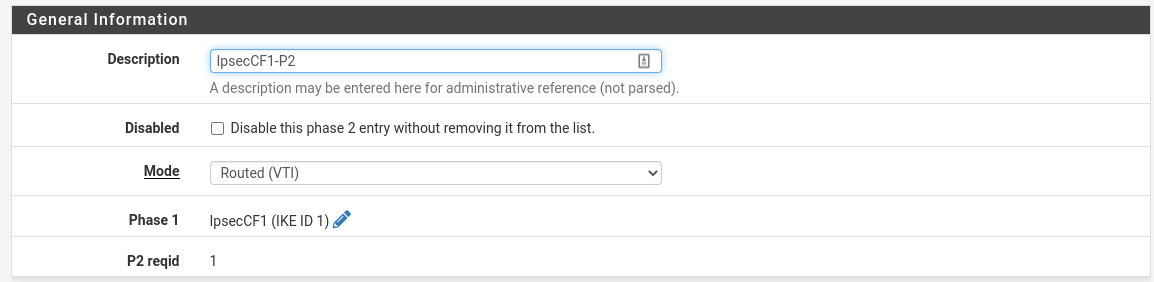 General Information
Description
IpsecCF1-P2
A description may be entered here for administrative reference (not parsed).
Disabled
Disable this phase 2 entry without removing it from the list.
Mode
Routed (VTI)
Phase 1
IpsecCF1 (IKE ID 1)
P2 reqid
1